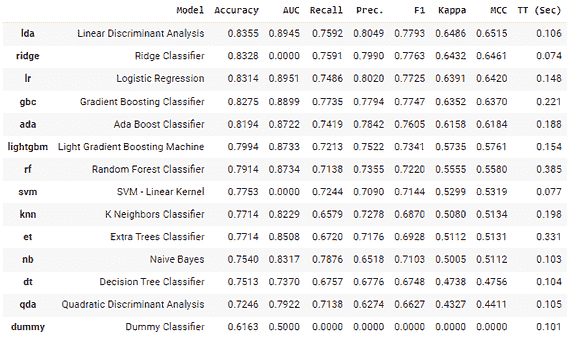 Model Accuracy AUC Recall Prec. F1 Kappa MCC TT (Sec)
lda Linear Discriminant Analysis 0.8355 0.8945 0.7592 0.8049 0.7793 0.6486 0.6515 0.106
ridge Ridge Classifier 0.8328 0.0000 0.7591 0.7990 0.7763 0.6432 0.6461 0.074
lr Logistic Regression 0.8314 0.8951 0.7486 0.8020 0.7725 0.6391 0.6420 0.148
gbc Gradient Boosting Classifier 0.8275 0.8899 0.7735 0.7794 0.7747 0.6352 0.6370 0.221
ada Ada Boost Classifier 0.8194 0.8722 0.7419 0.7842 0.7605 0.6158 0.6184 0.188
lightgbm Light Gradient Boosting Machine 0.7994 0.8733 0.7213 0.7522 0.7341 0.5735 0.5761 0.154
rf Random Forest Classifier 0.7914 0.8734 0.7138 0.7355 0.7220 0.5555 0.5580 0.385
svm SVM - Linear Kernel 0.7753 0.0000 0.7244 0.7090 0.7144 0.5299 0.5319 0.077
knn K Neighbors Classifier 0.7714 0.8229 0.6579 0.7278 0.6870 0.5080 0.5134 0.198
et Extra Trees Classifier 0.7714 0.8508 0.6720 0.7176 0.6928 0.5112 0.5131 0.331
nb Naive Bayes 0.7540 0.8317 0.7876 0.6518 0.7103 0.5005 0.5112 0.103
dt Decision Tree Classifier 0.7513 0.7370 0.6757 0.6776 0.6748 0.4738 0.4756 0.104
qda Quadratic Discriminant Analysis 0.7246 0.7922 0.7138 0.6274 0.6627 0.4327 0.4411 0.105
dummy Dummy Classifier 0.6163 0.5000 0.0000 0.0000 0.0000 0.0000 0.0000 0.101